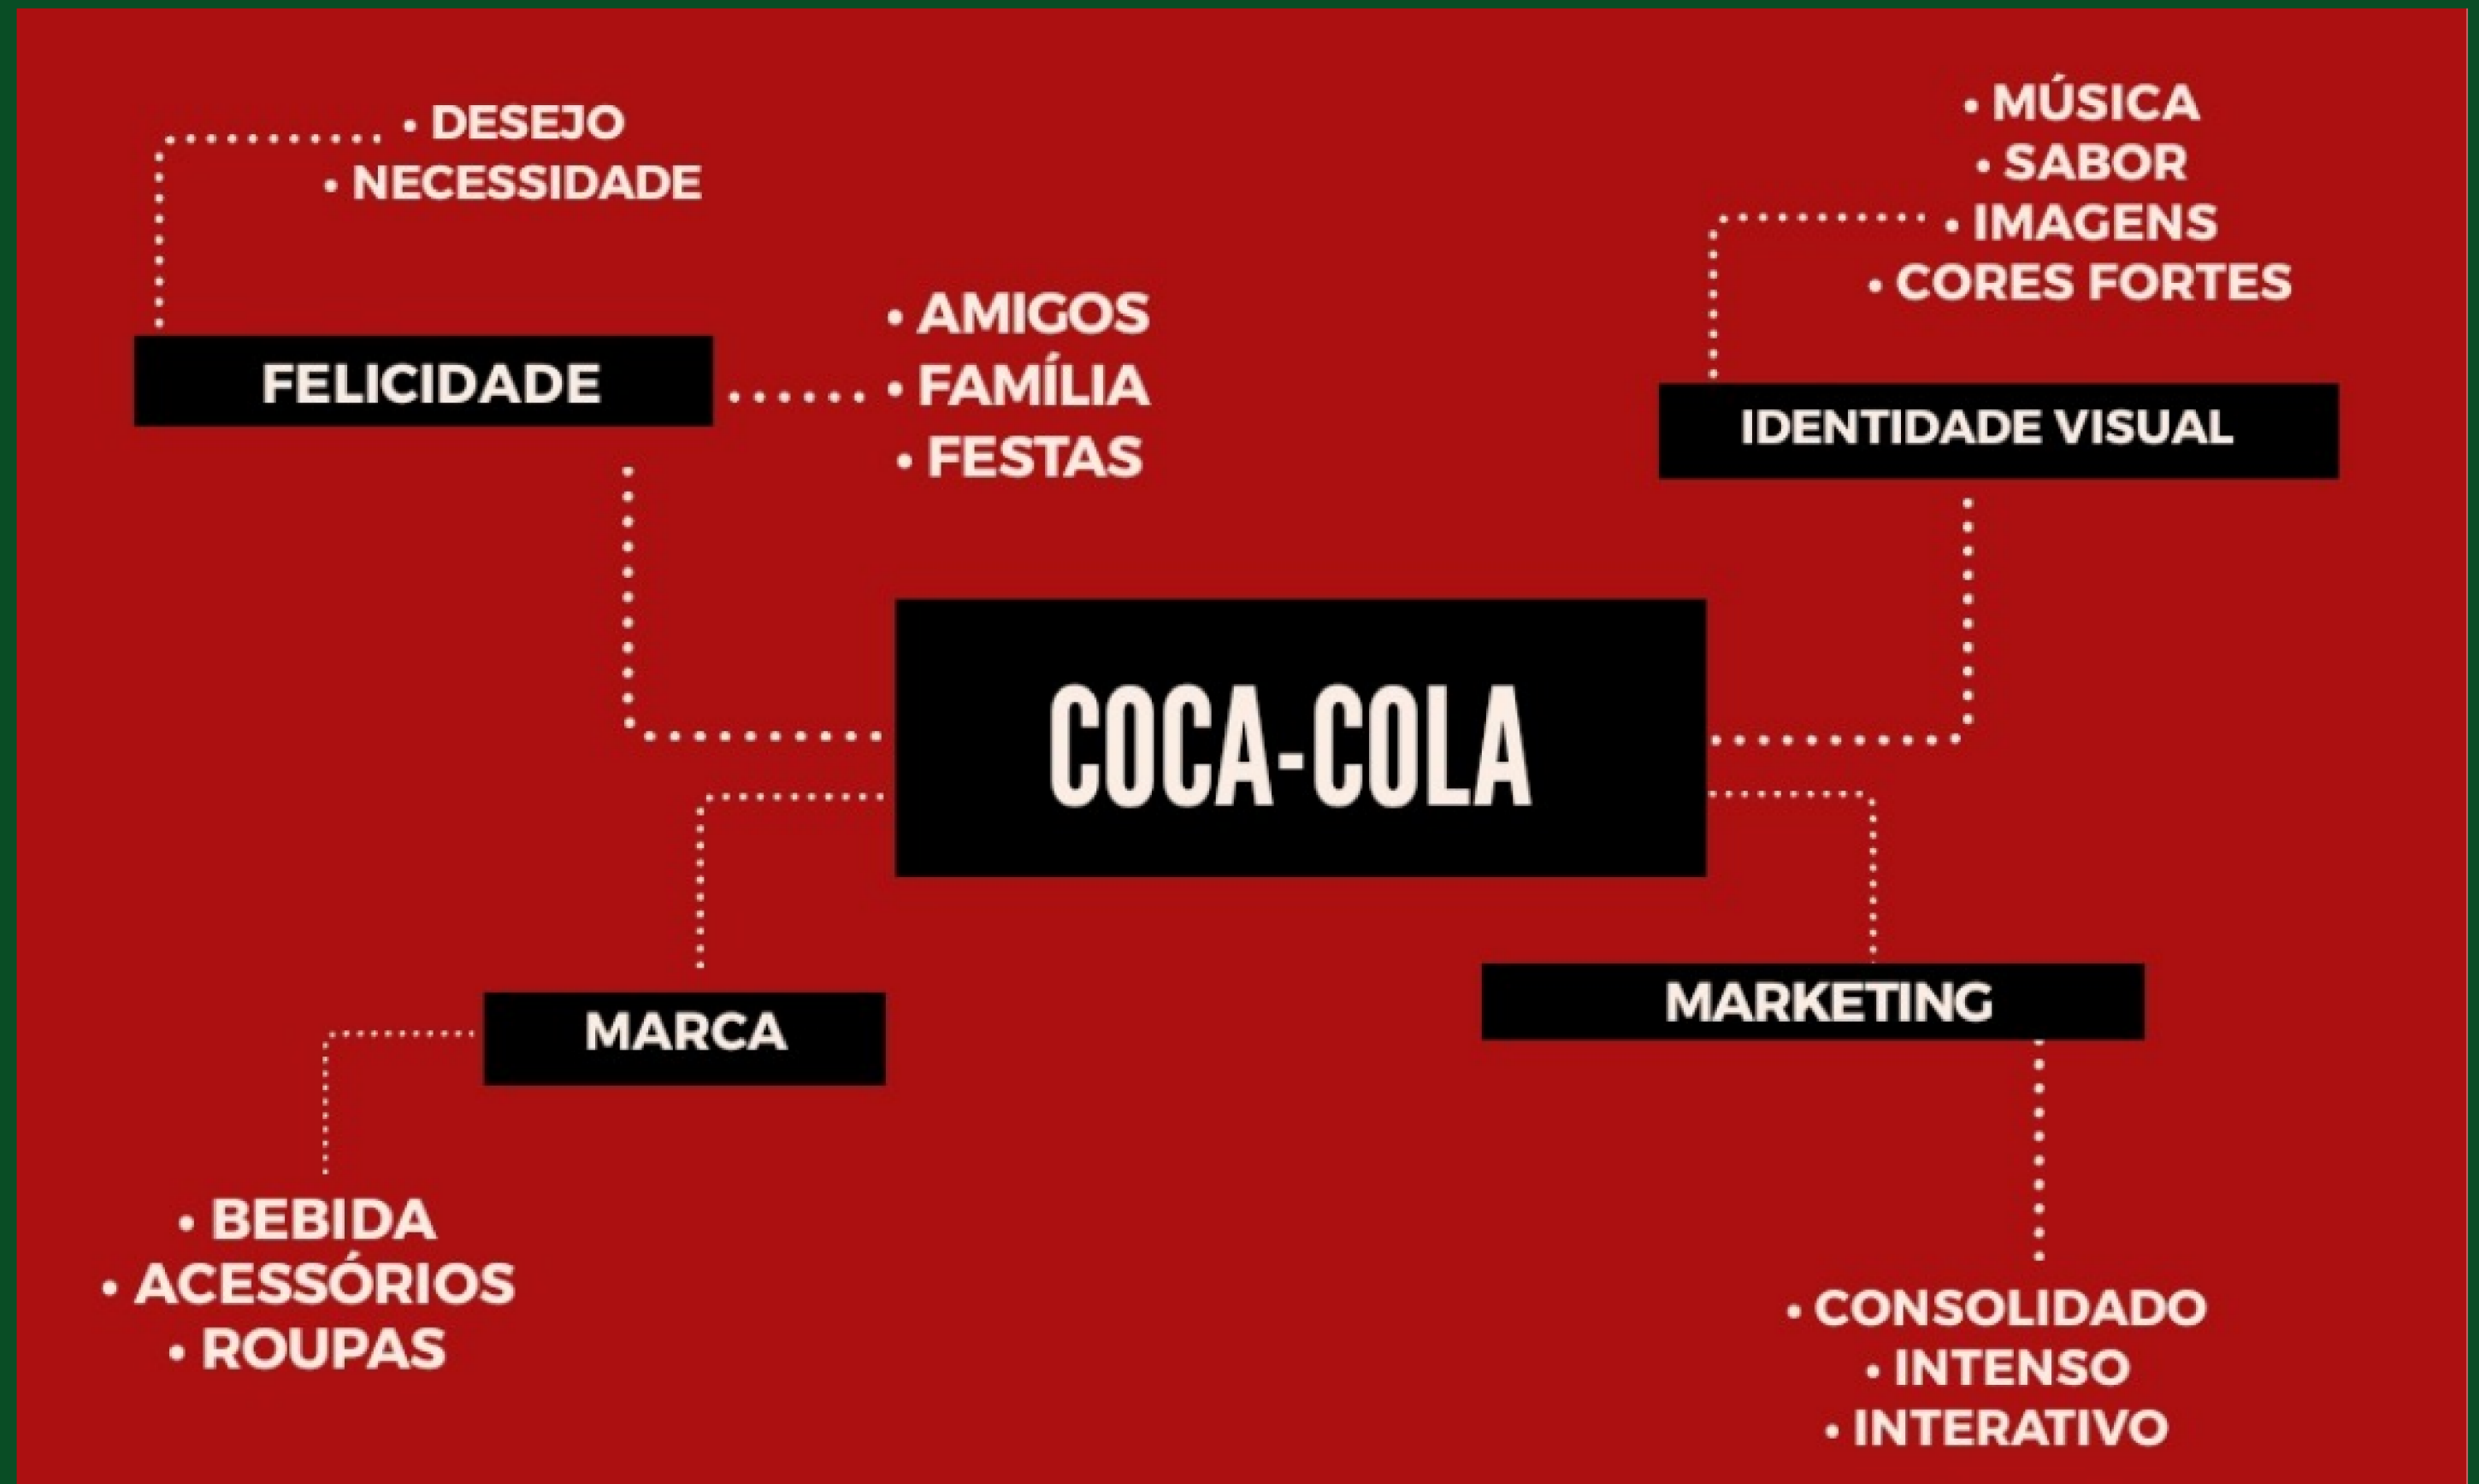 • DESEJO
• NECESSIDADE
FELICIDADE
• AMIGOS
• FAMÍLIA
• FESTAS
• MÚSICA
• SABOR
• IMAGENS
• CORES FORTES
IDENTIDADE VISUAL
COCA-COLA
MARCA
• BEBIDA
• ACESSÓRIOS
• ROUPAS
MARKETING
• CONSOLIDADO
• INTENSO
• INTERATIVO